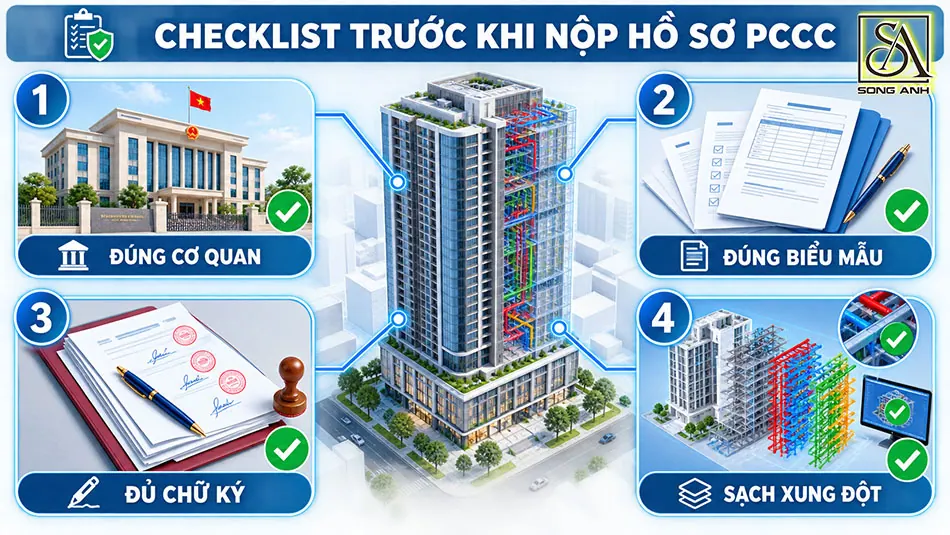 CHECKLIST TRƯỚC KHI NỘP HỒ SƠ PCCC
SA
SONG ANH
1
ĐÚNG CƠ QUAN
2
ĐÚNG BIỂU MẪU
3
ĐỦ CHỮ KÝ
4
SẠCH XUNG ĐỘT